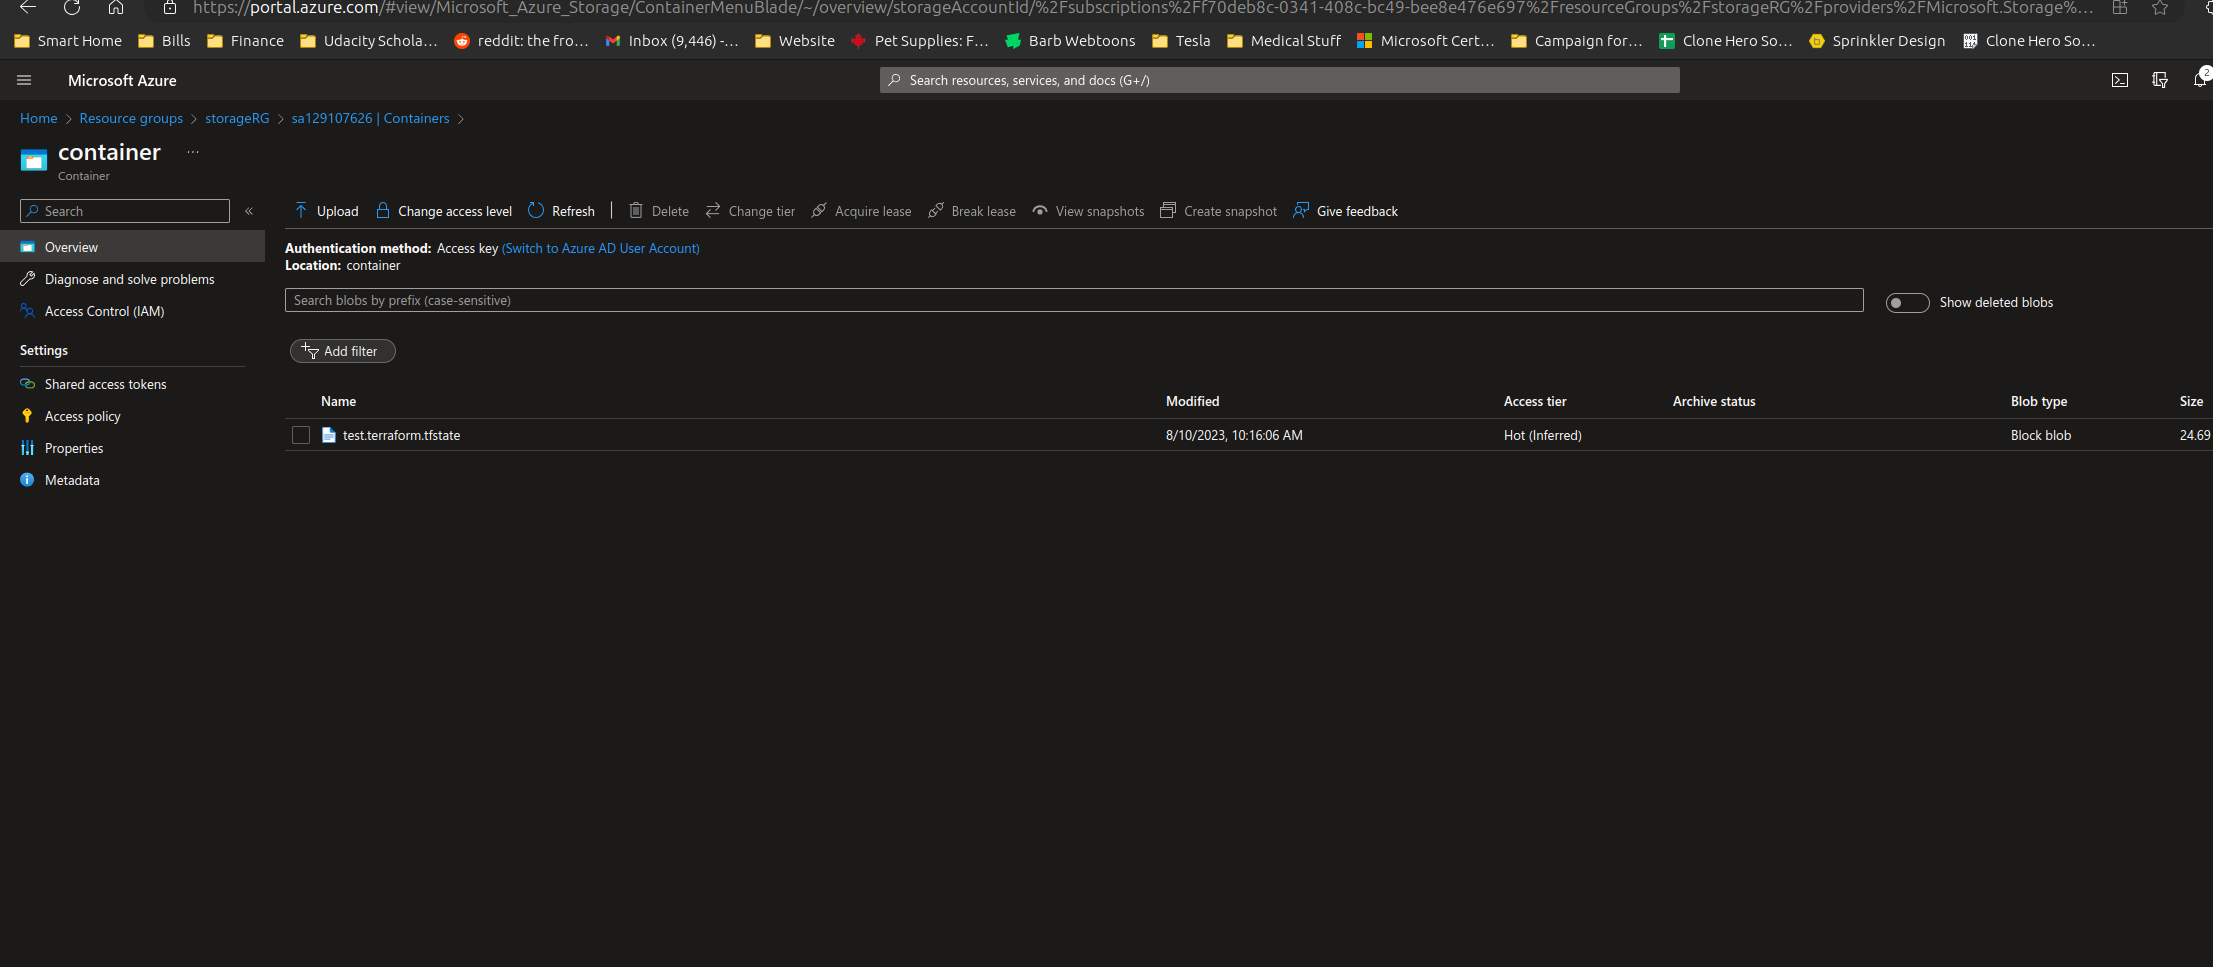 https://portal.azure.com/#view/Microsoft_Azure_Storage/ContainerMenuBlade/~/overview/storageAccountId/%2Fsubscriptions%2Ff70deb8c-0341-408c-bc49-bee8e476e697%2FresourceGroups%2FstorageRG%2Fproviders%2FMicrosoft.Storage%...
Smart Home Bills Finance Udacity Schola... reddit: the fro... Inbox (9,446) -... Website Pet Supplies: F... Barb Webtoons Tesla Medical Stuff Microsoft Cert... Campaign for... Clone Hero So... Sprinkler Design Clone Hero So...
Microsoft Azure Search resources, services, and docs (G+/) 2
Home > Resource groups > storageRG > sa129107626 | Containers >
container ...
Container
Search « Upload Change access level Refresh | Delete Change tier Acquire lease Break lease View snapshots Create snapshot Give feedback
Overview
Diagnose and solve problems
Access Control (IAM)
Settings
Shared access tokens
Access policy
Properties
Metadata
Authentication method: Access key (Switch to Azure AD User Account)
Location: container
Search blobs by prefix (case-sensitive) Show deleted blobs
Add filter
Name Modified Access tier Archive status Blob type Size
test.terraform.tfstate 8/10/2023, 10:16:06 AM Hot (Inferred) Block blob 24.69